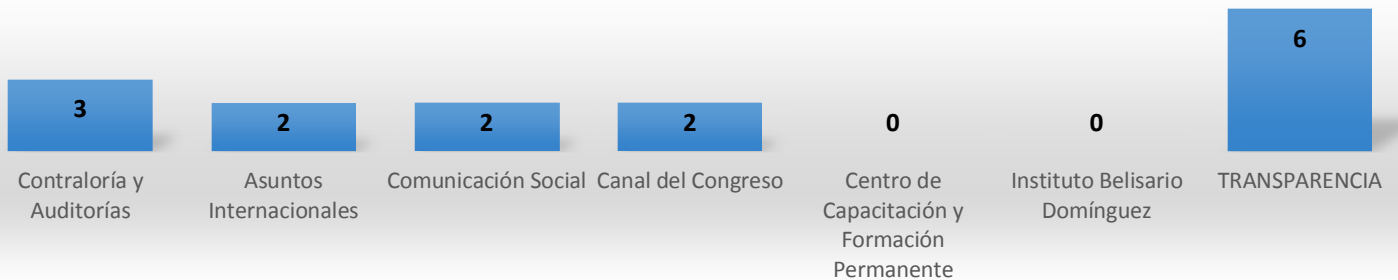 6
3
2
2
2
0
0
Contraloría y
Auditorías
Asuntos
Internacionales
Comunicación Social
Canal del Congreso
Centro de
Capacitación y
Formación
Permanente
Instituto Belisario
Domínguez
TRANSPARENCIA